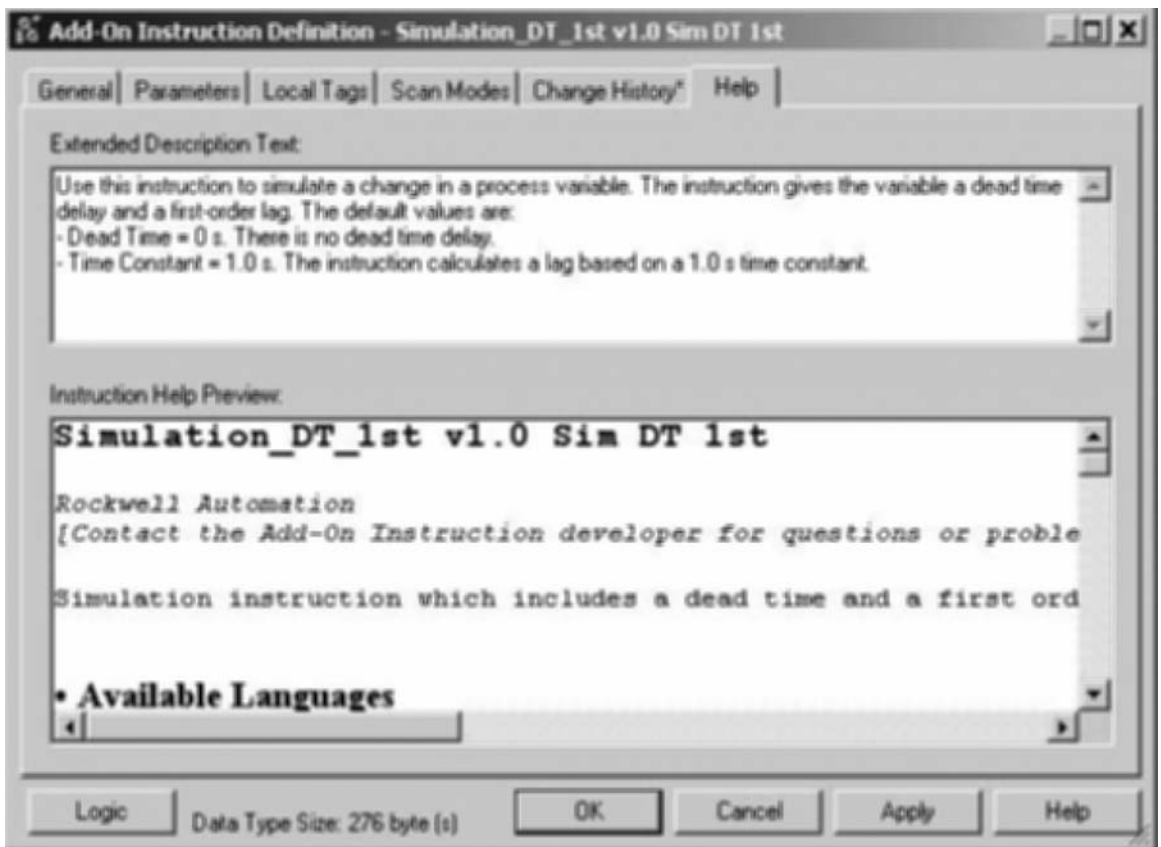 Add-On Instruction Definition - Simulation_DT_1st v1.0 Sim DT 1st
General Parameters Local Tags Scan Modes Change History* Help
Extended Description Text:
Use this instruction to simulate a change in a process variable. The instruction gives the variable a dead time
delay and a first-order lag. The default values are:
- Dead Time = 0 s. There is no dead time delay.
- Time Constant = 1.0 s. The instruction calculates a lag based on a 1.0 s time constant.
Instruction Help Preview:
Simulation_DT_1st v1.0 Sim DT 1st
Rockwell Automation
[Contact the Add-On Instruction developer for questions or proble
Simulation instruction which includes a dead time and a first ord
• Available Languages
Logic Data Type Size: 276 byte (s) OK Cancel Apply Help